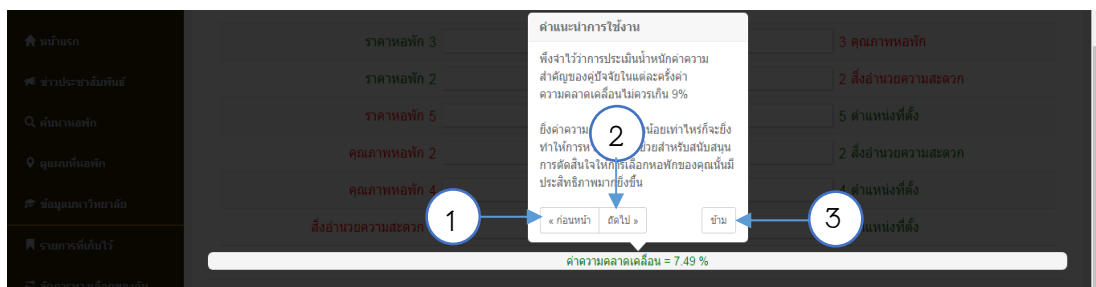 คำแนะนำการใช้งาน
หน้าแรก
ราคาหอพัก 3
3 คุณภาพหอพัก
พึงจำไว้ว่าการประเมินน้ำหนักค่าความ
สำคัญของคู่ปัจจัยในแต่ละครั้งค่า
ความคลาดเคลื่อนไม่ควรเกิน 9%
ข่าวประชาสัมพันธ์
ราคาหอพัก 2
2 สิ่งอำนวยความสะดวก
ค้นหาหอพัก
ราคาหอพัก 5
5 ตำแหน่งที่ตั้ง
ยิ่งค่าความ น้อยเท่าไหร่ก็จะยิ่ง
ทำให้การห ช่วยสำหรับสนับสนุน
การตัดสินใจให้การเลือกหอพักของคุณนั้นมี
ประสิทธิภาพมากยิ่งขึ้น
2
ดูแผนที่หอพัก
คุณภาพหอพัก 2
2 สิ่งอำนวยความสะดวก
ข้อมูลมหาวิทยาลัย
คุณภาพหอพัก 4
ตำแหน่งที่ตั้ง
สิ่งอำนวยความสะดวก
1
« ก่อนหน้า
ถัดไป »
ข้าม
3
ตำแหน่งที่ตั้ง
รายการที่เก็บไว้
ค่าความคลาดเคลื่อน = 7.49 %